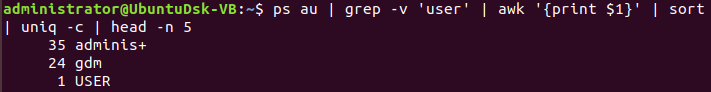 administrator@UbuntuDsk-VB:~$ ps au | grep -v 'user' | awk '{print $1}' | sort
| uniq -c | head -n 5
     35 adminis+
     24 gdm
      1 USER